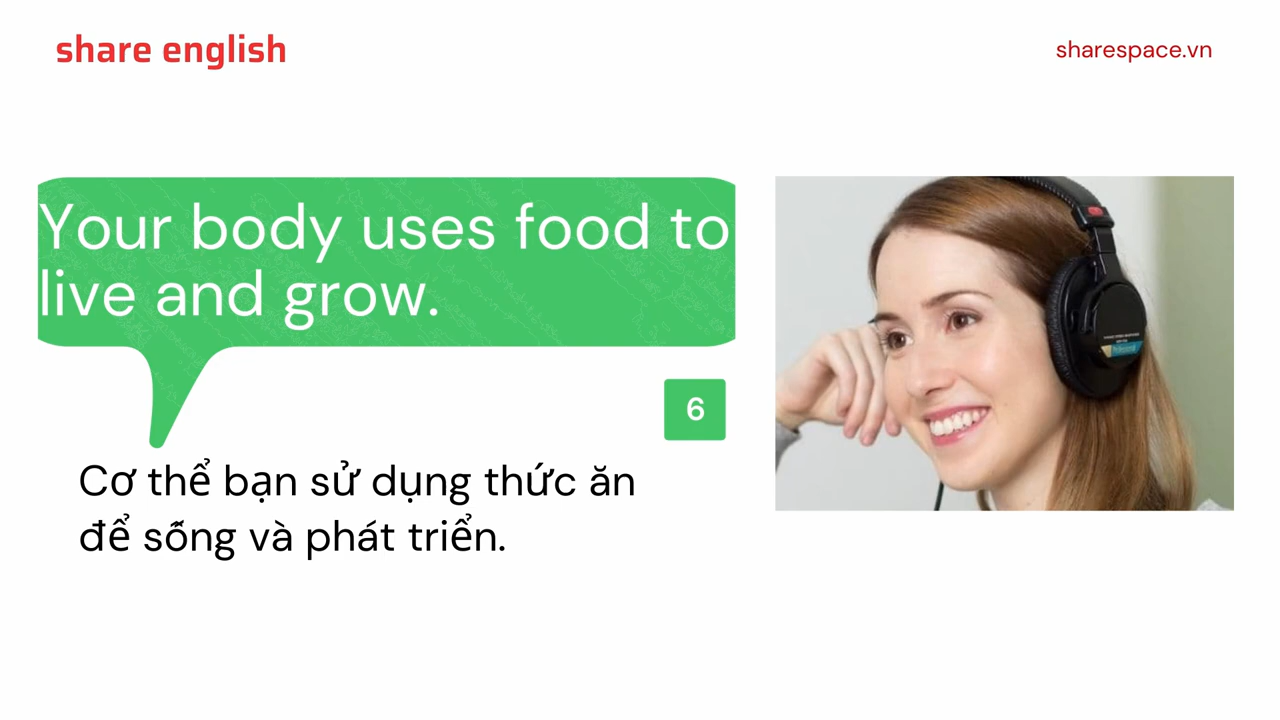 share english
sharespace.vn
Your body uses food to
live and grow.
6
Cơ thể bạn sử dụng thức ăn
để sống và phát triển.